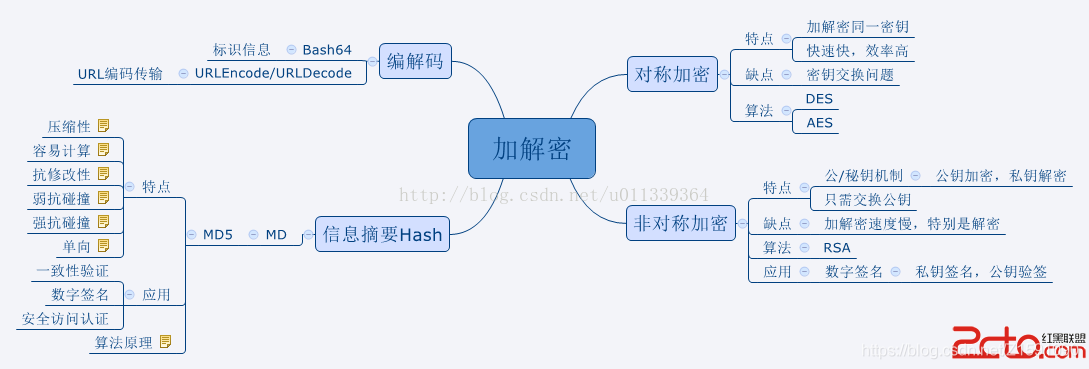 加解密
编解码
标识信息 Bash64
URL编码传输 URLEncode/URLDecode
信息摘要Hash
MD
MD5
特点
压缩性
容易计算
抗修改性
弱抗碰撞
强抗碰撞
单向
应用
一致性验证
数字签名
安全访问认证
算法原理
对称加密
特点
加解密同一密钥
快速快，效率高
缺点 密钥交换问题
算法
DES
AES
非对称加密
特点
公/秘钥机制 公钥加密，私钥解密
只需交换公钥
缺点 加解密速度慢，特别是解密
算法 RSA
应用 数字签名 私钥签名，公钥验签
http://blog.csdn.net/u011339364
2cto
红黑联盟
.com